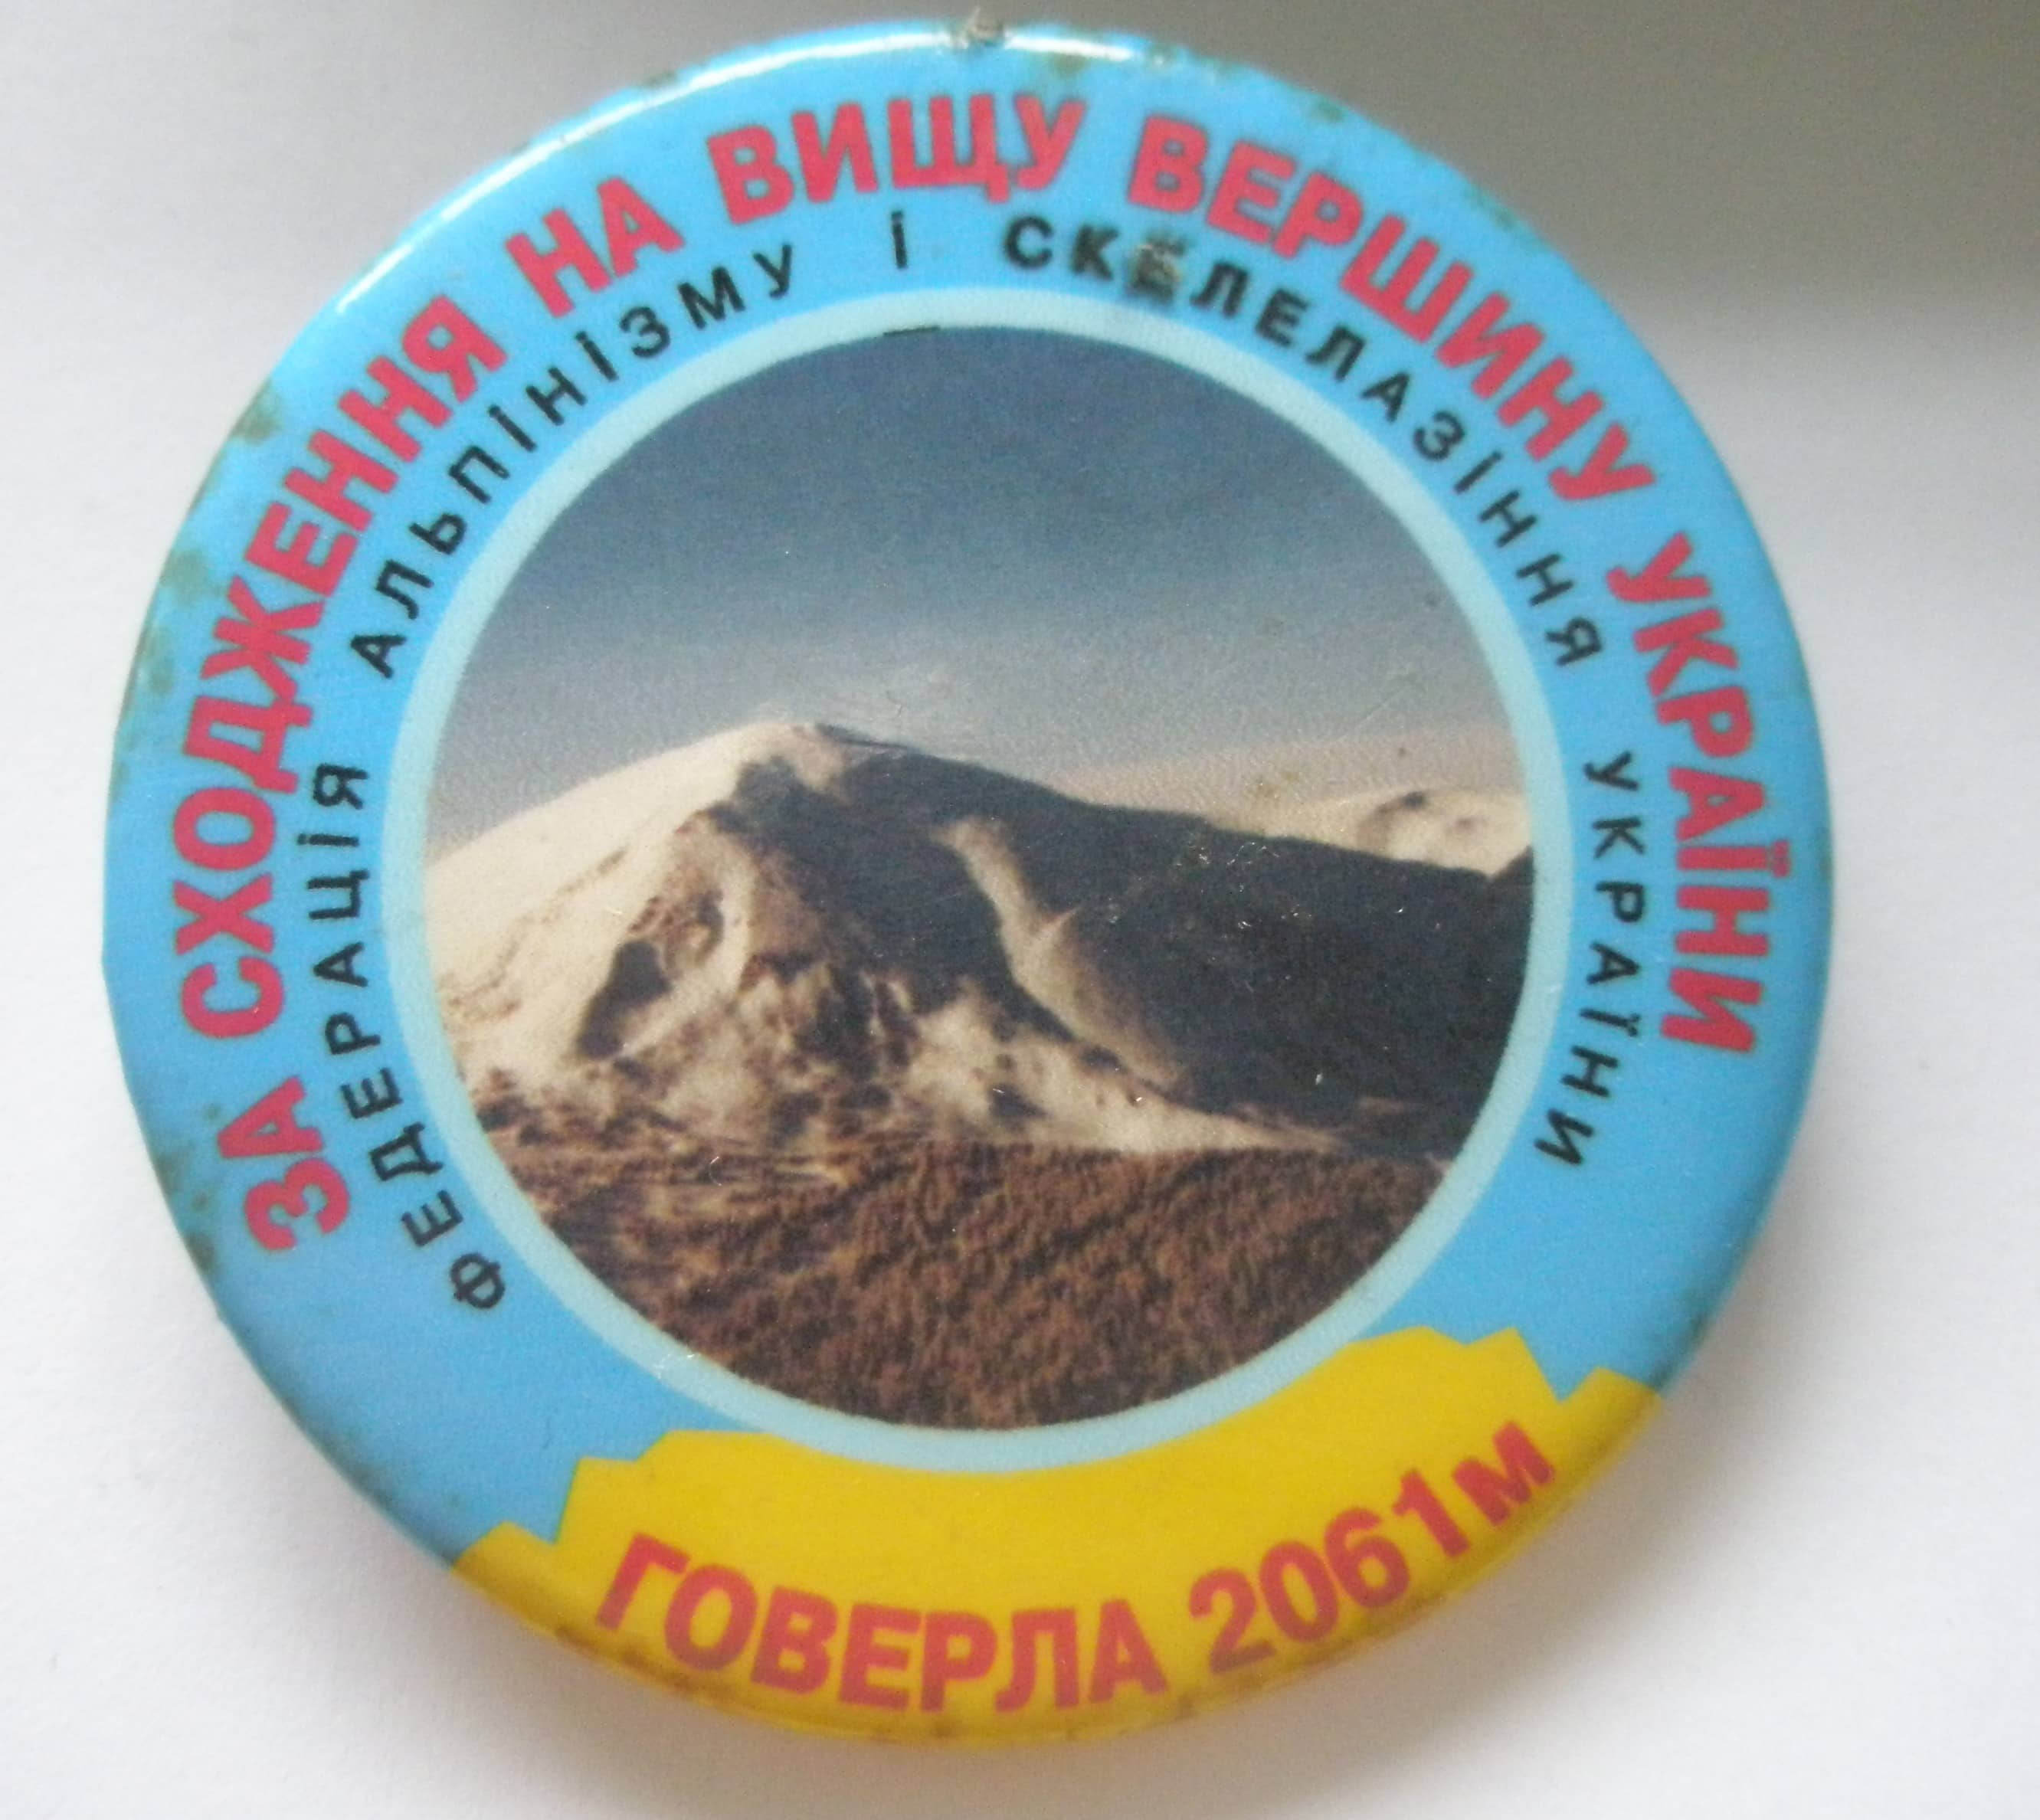 ЗА СХОДЖЕННЯ НА ВИЩУ ВЕРШИНУ УКРАЇНИ
ФЕДЕРАЦІЯ АЛЬПІНІЗМУ І СКЕЛЕЛАЗІННЯ УКРАЇНИ
ГОВЕРЛА 2061м